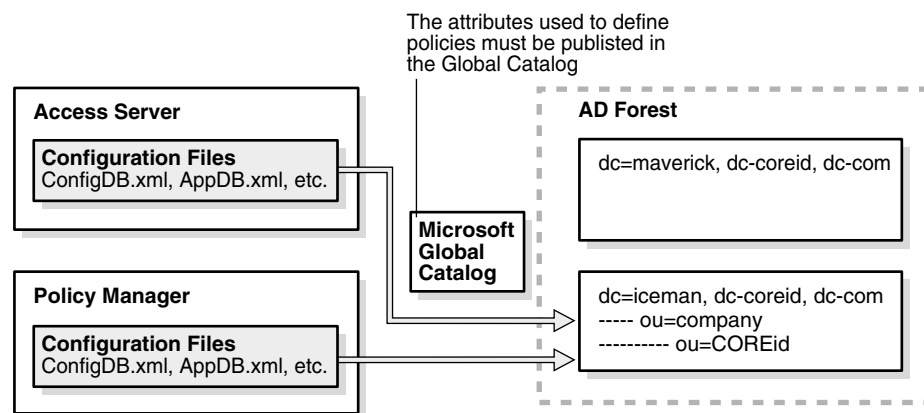 The attributes used to define
policies must be publisted in
the Global Catalog
Access Server
Configuration Files
ConfigDB.xml, AppDB.xml, etc.
Microsoft
Global
Catalog
Policy Manager
Configuration Files
ConfigDB.xml, AppDB.xml, etc.
AD Forest
dc=maverick, dc-coreid, dc-com
dc=iceman, dc-coreid, dc-com
----- ou=company
---------- ou=COREid